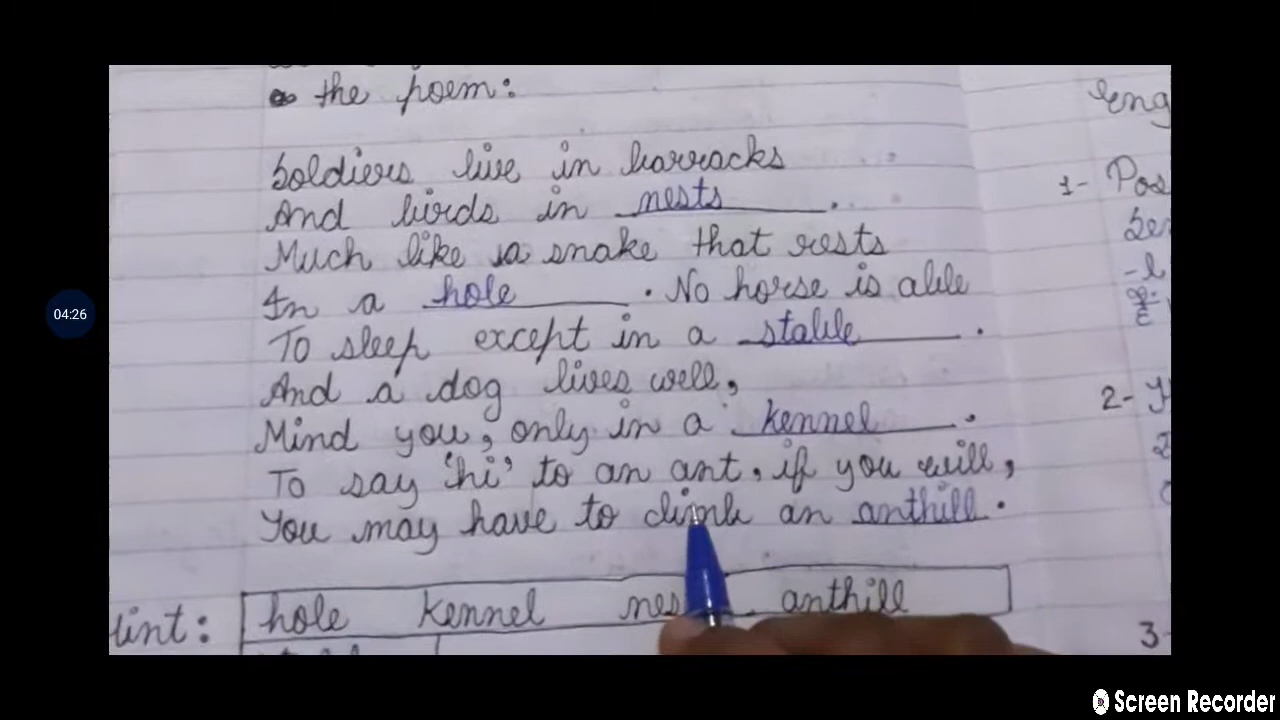 the poem:
Soldiers live in barracks
And birds in nests.
Much like a snake that rests
In a hole. No horse is able
To sleep except in a stable.
And a dog lives well,
Mind you, only in a kennel.
To say 'hi' to an ant, if you will,
You may have to climb an anthill.
hole kennel anthill
Eng
1- Pos
2-
3-
04:26
Screen Recorder